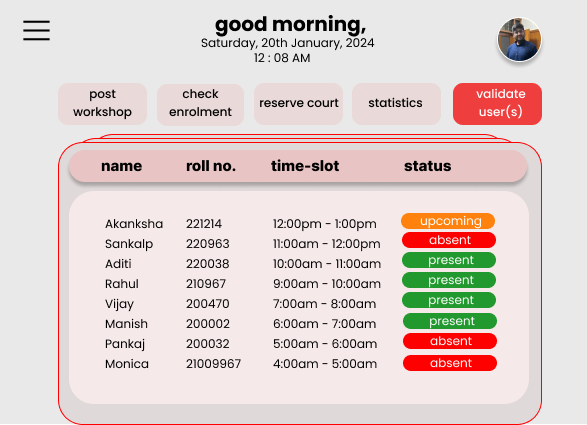 good morning,
Saturday, 20th January, 2024
12 : 08 AM
post workshop
check enrolment
reserve court
statistics
validate user(s)
name roll no. time-slot status
Akanksha 221214 12:00pm - 1:00pm upcoming
Sankalp 220963 11:00am - 12:00pm absent
Aditi 220038 10:00am - 11:00am present
Rahul 210967 9:00am - 10:00am present
Vijay 200470 7:00am - 8:00am present
Manish 200002 6:00am - 7:00am present
Pankaj 200032 5:00am - 6:00am absent
Monica 21009967 4:00am - 5:00am absent